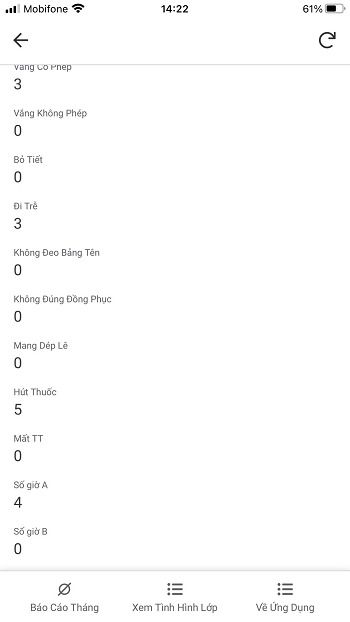 Mobifone
14:22
61%
Vắng Có Phép
3
Vắng Không Phép
0
Bỏ Tiết
0
Đi Trễ
3
Không Đeo Bảng Tên
0
Không Đúng Đồng Phục
0
Mang Dép Lê
0
Hút Thuốc
5
Mất TT
0
Số giờ A
4
Số giờ B
0
Báo Cáo Tháng
Xem Tình Hình Lớp
Về Ứng Dụng